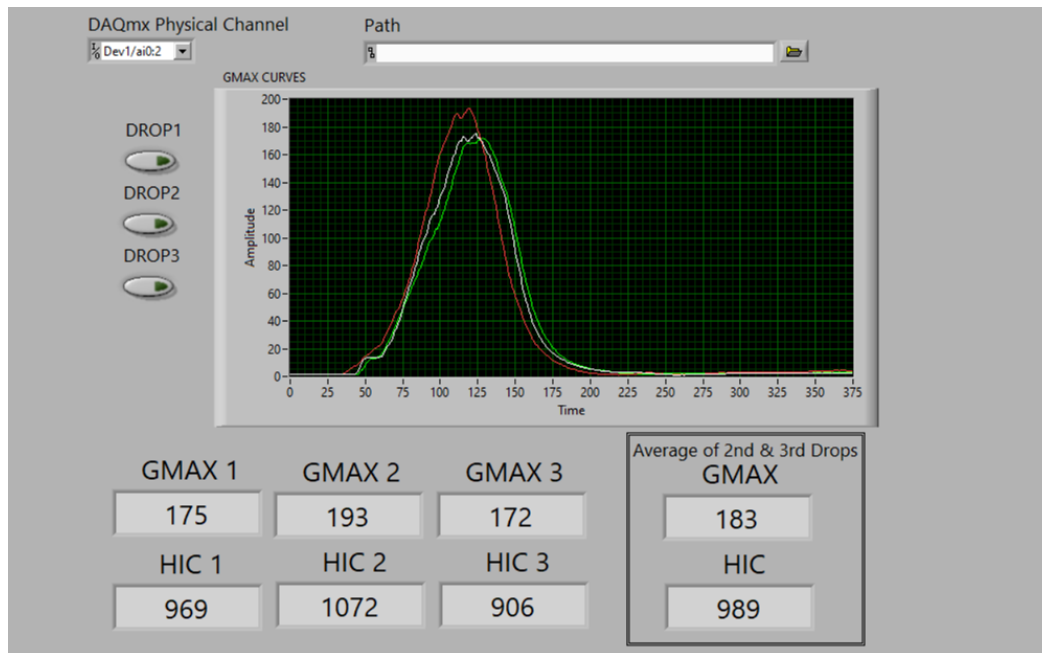 DAQmx Physical Channel
Path
Dev1/ai0:2
GMAX CURVES
DROP1
DROP2
DROP3
Amplitude
200
180
160
140
120
100
80
60
40
20
0
0 25 50 75 100 125 150 175 200 225 250 275 300 325 350 375
Time
GMAX 1 GMAX 2 GMAX 3
175 193 172
HIC 1 HIC 2 HIC 3
969 1072 906
Average of 2nd & 3rd Drops
GMAX
183
HIC
989